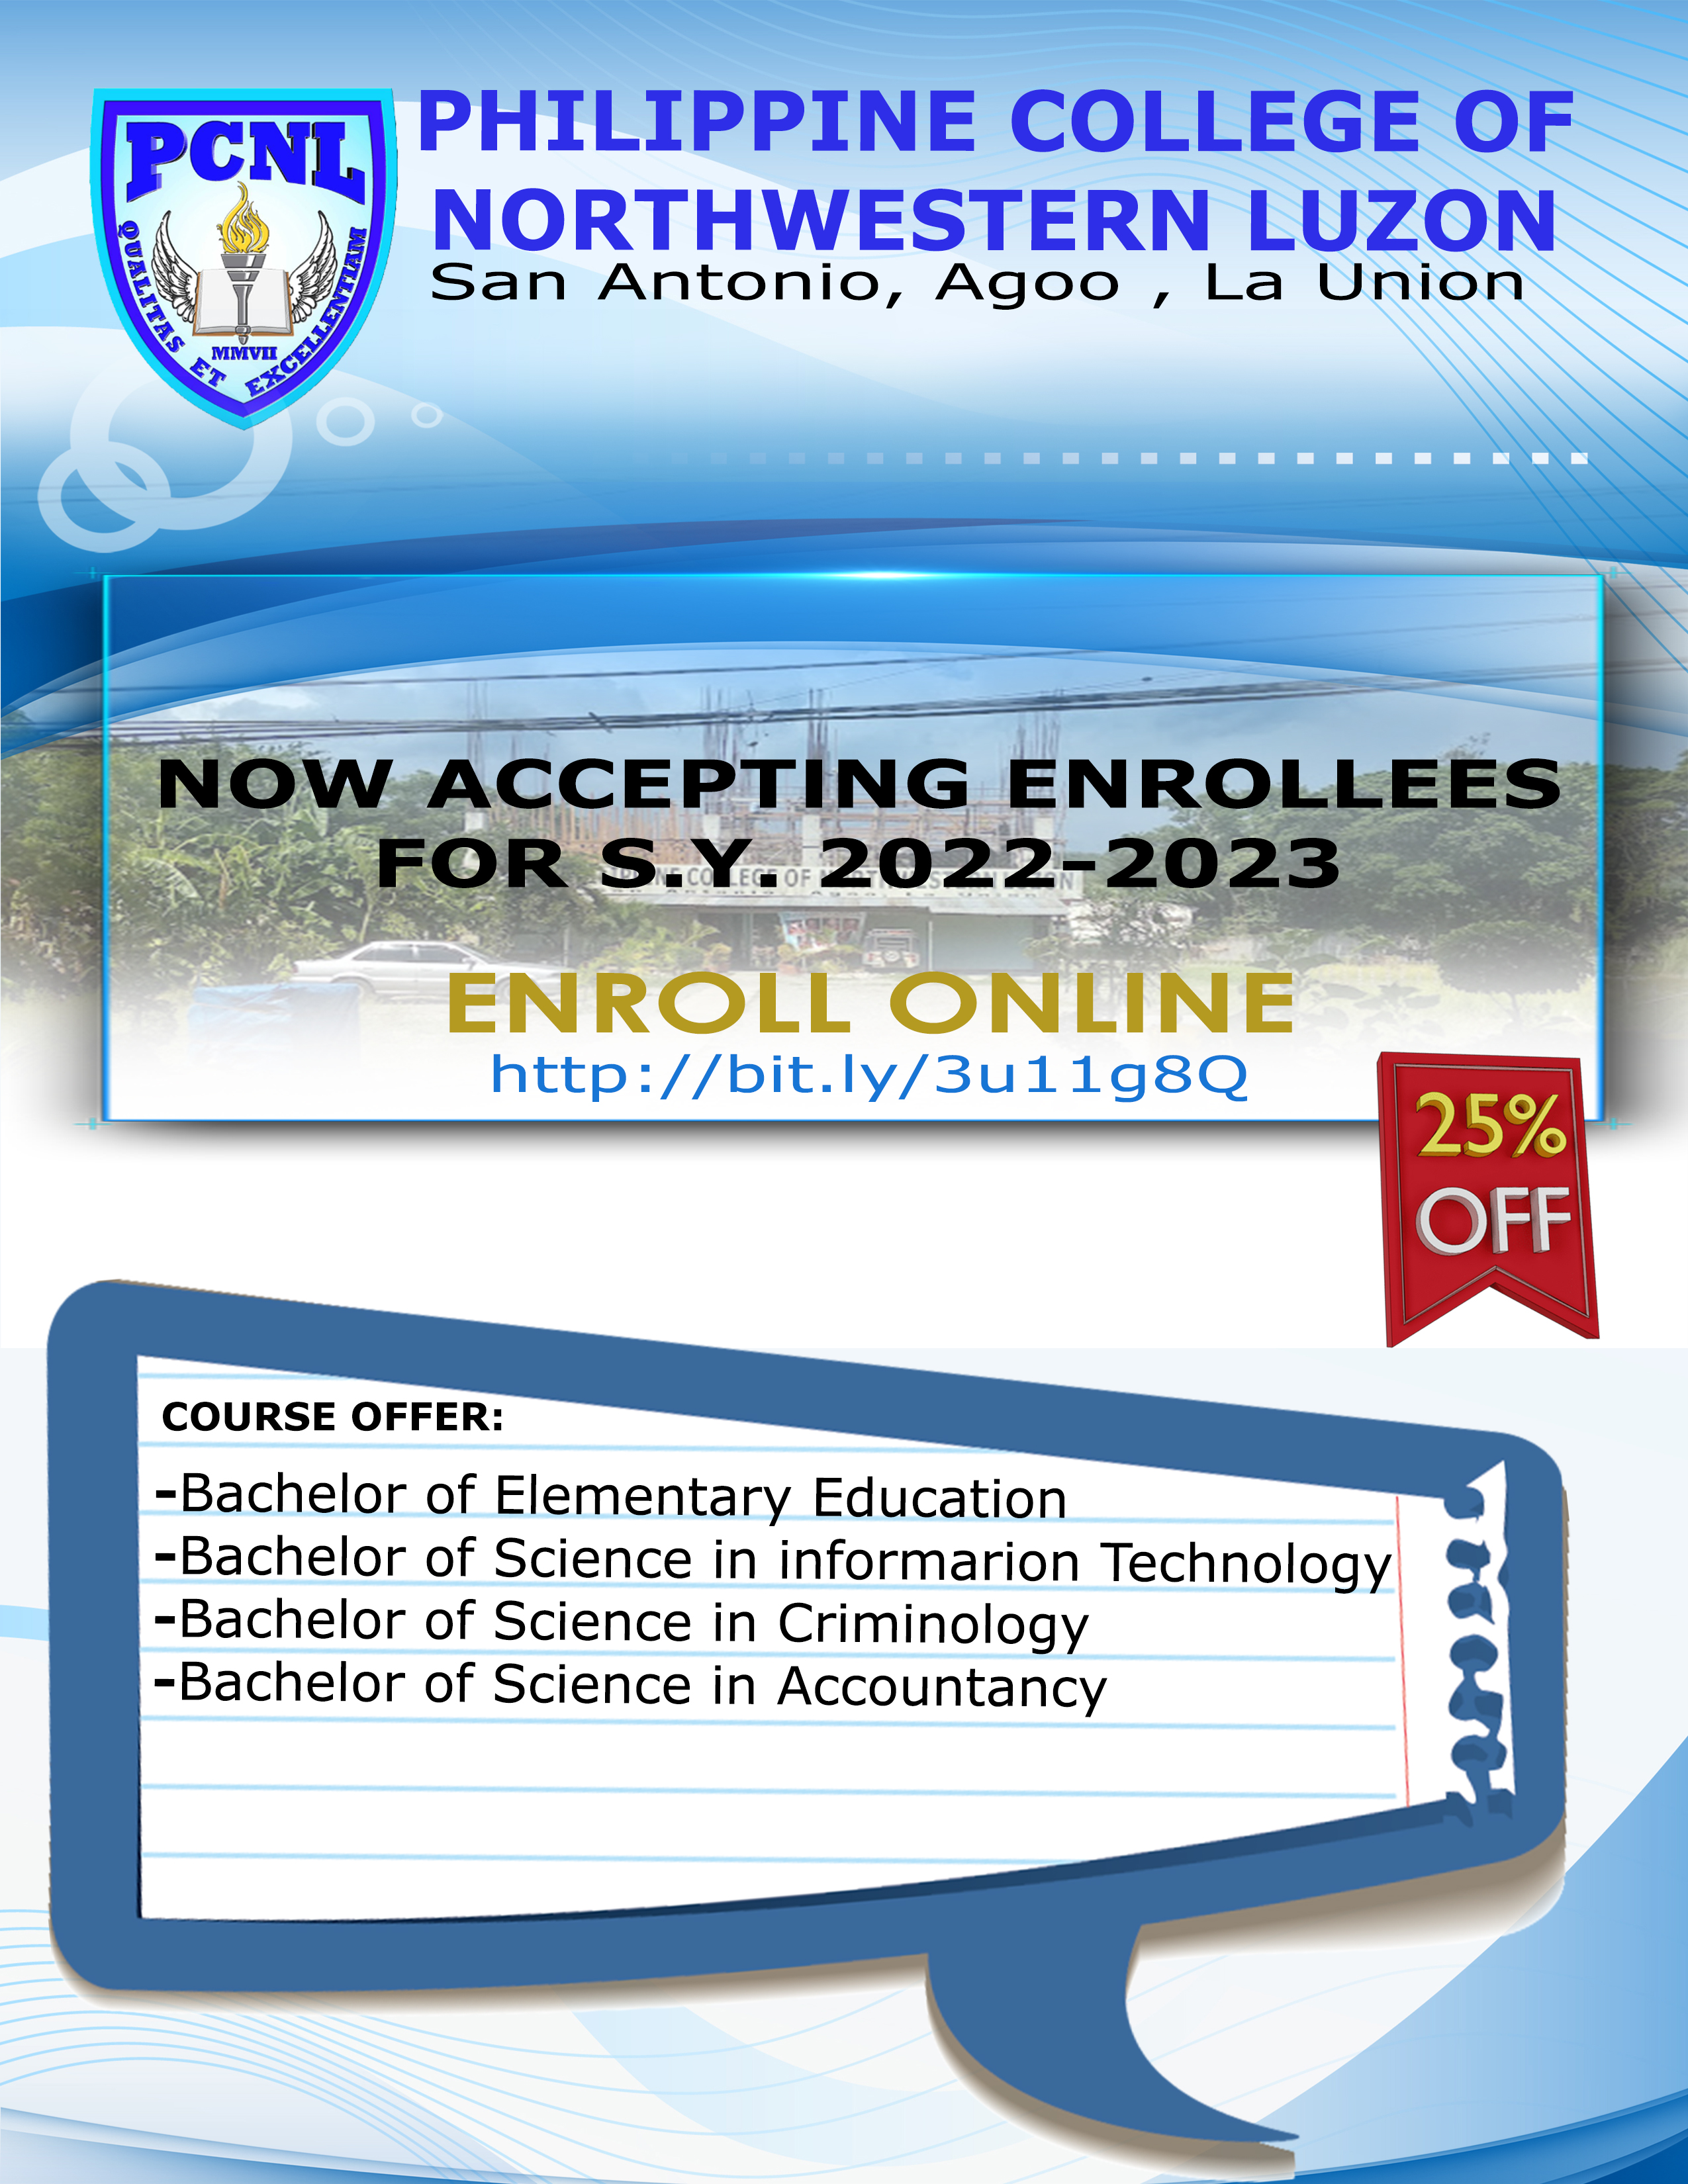 PCNL
QUALITAS ET EXCELLENTIAM
MMVII
PHILIPPINE COLLEGE OF
NORTHWESTERN LUZON
San Antonio, Agoo , La Union
NOW ACCEPTING ENROLLEES
FOR S.Y. 2022-2023
COLLEGE OF
ENROLL ONLINE
http://bit.ly/3u11g8Q
25%
OFF
COURSE OFFER:
-Bachelor of Elementary Education
-Bachelor of Science in informarion Technology
-Bachelor of Science in Criminology
-Bachelor of Science in Accountancy